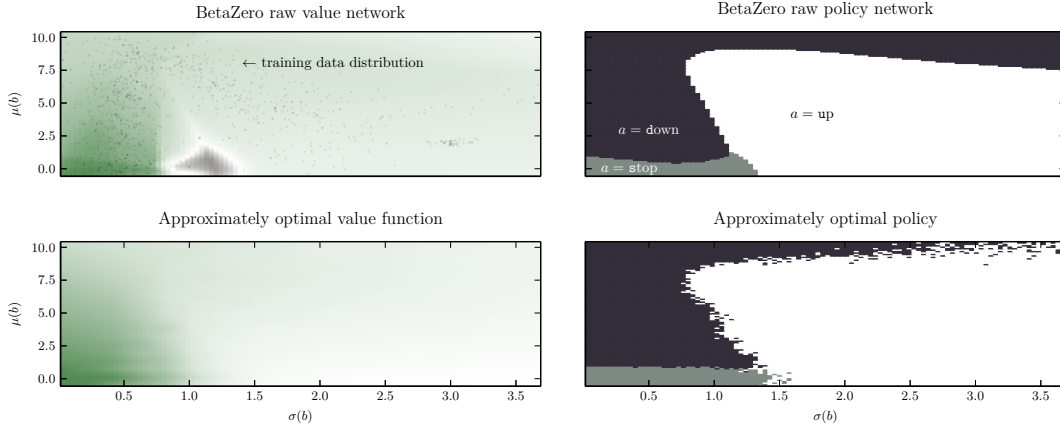 BetaZero raw value network
BetaZero raw policy network
10.0
7.5
5.0
2.5
0.0
μ(b)
← training data distribution
a = up
a = down
a = stop
Approximately optimal value function
Approximately optimal policy
10.0
7.5
5.0
2.5
0.0
μ(b)
0.5 1.0 1.5 2.0 2.5 3.0 3.5
σ(b)
0.5 1.0 1.5 2.0 2.5 3.0 3.5
σ(b)